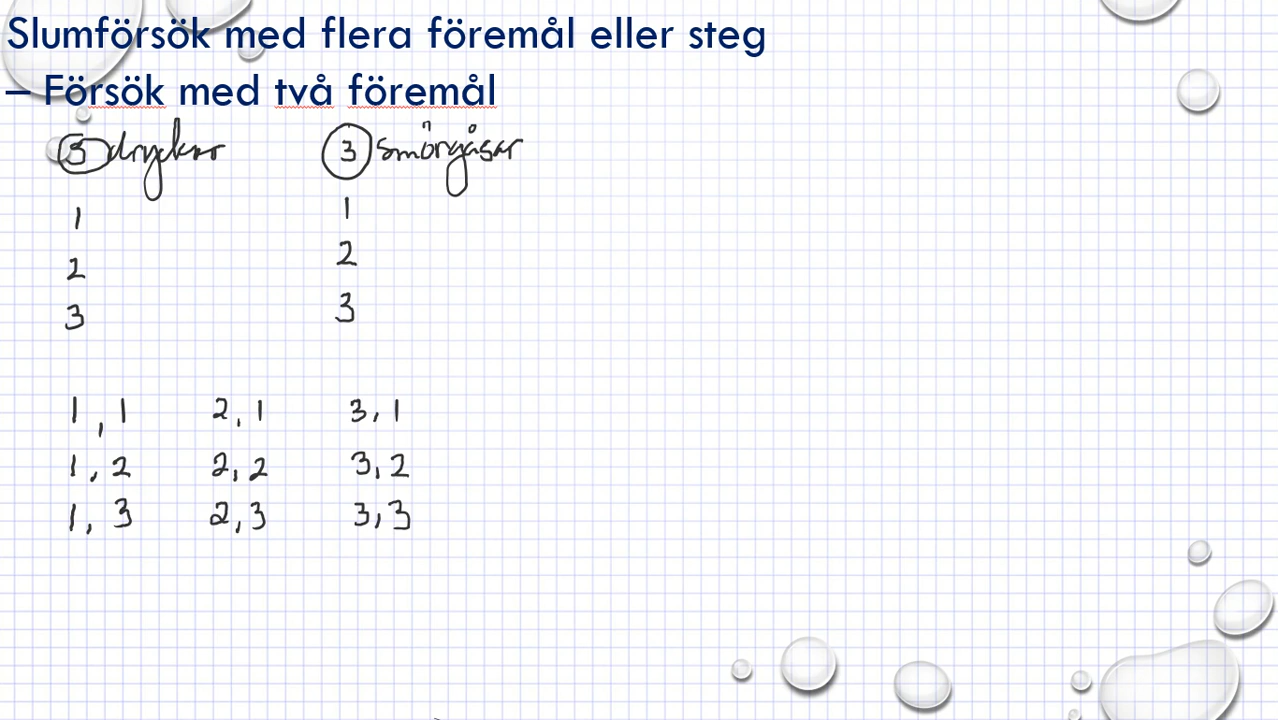 Slumförsök med flera föremål eller steg
– Försök med två föremål
3 drycker 3 smörgåsar
1 1
2 2
3 3
1, 1 2, 1 3, 1
1, 2 2, 2 3, 2
1, 3 2, 3 3, 3